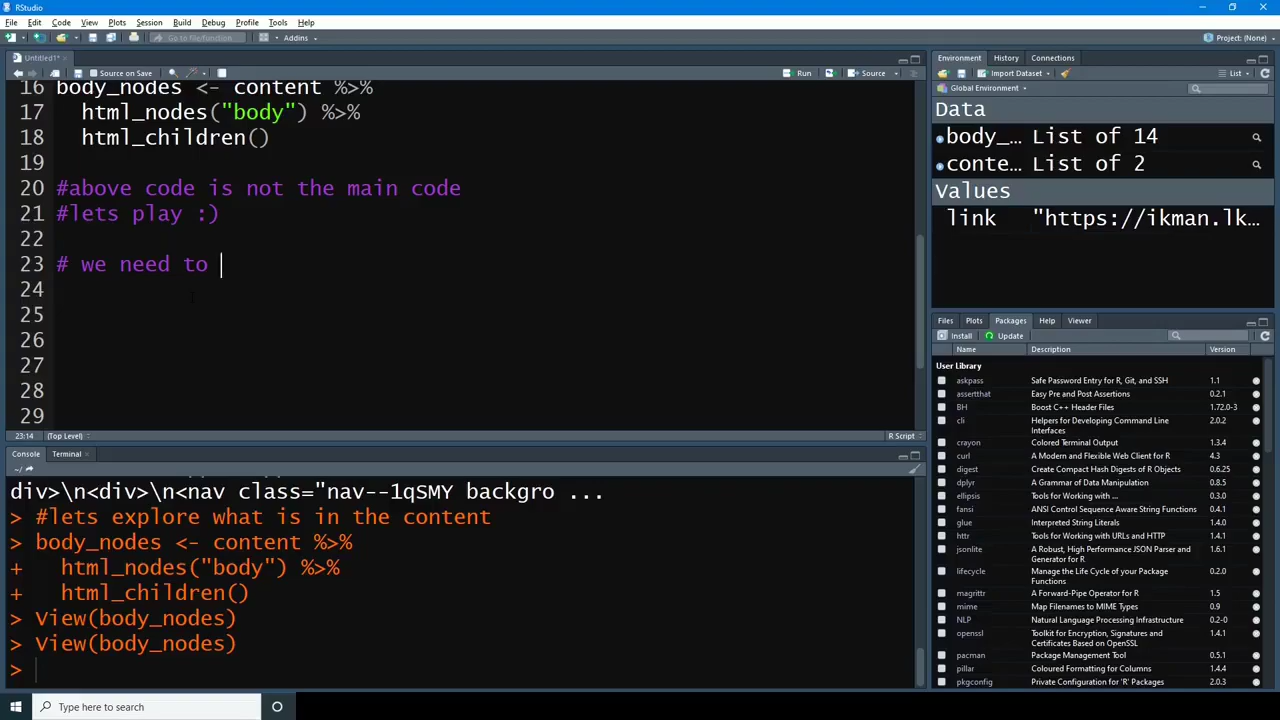 RStudio
File Edit Code View Plots Session Build Debug Profile Tools Help
Go to file/function Addins Project: (None)
Untitled1*
Source on Save Run Source
16 body_nodes <- content %>%
17 html_nodes("body") %>%
18 html_children()
19
20 #above code is not the main code
21 #lets play :)
22
23 # we need to
24
25
26
27
28
29
23:14 (Top Level) R Script
Console Terminal
~/
div>\n<div>\n<nav class="nav--1qSMY backgro ...
> #lets explore what is in the content
> body_nodes <- content %>%
+ html_nodes("body") %>%
+ html_children()
> View(body_nodes)
> View(body_nodes)
>
Environment History Connections
Import Dataset List
Global Environment
Data
body_… List of 14
conte… List of 2
Values
link "https://ikman.lk…
Files Plots Packages Help Viewer
Install Update
Name Description Version
User Library
askpass Safe Password Entry for R, Git, and SSH 1.1
assertthat Easy Pre and Post Assertions 0.2.1
BH Boost C++ Header Files 1.72.0-3
cli Helpers for Developing Command Line Interfaces 2.0.2
crayon Colored Terminal Output 1.3.4
curl A Modern and Flexible Web Client for R 4.3
digest Create Compact Hash Digests of R Objects 0.6.25
dplyr A Grammar of Data Manipulation 0.8.5
ellipsis Tools for Working with ... 0.3.0
fansi ANSI Control Sequence Aware String Functions 0.4.1
glue Interpreted String Literals 1.4.0
httr Tools for Working with URLs and HTTP 1.4.1
jsonlite A Robust, High Performance JSON Parser and Generator for R 1.6.1
lifecycle Manage the Life Cycle of your Package Functions 0.2.0
magrittr A Forward-Pipe Operator for R 1.5
mime Map Filenames to MIME Types 0.9
NLP Natural Language Processing Infrastructure 0.2-0
openssl Toolkit for Encryption, Signatures and Certificates Based on OpenSSL 1.4.1
pacman Package Management Tool 0.5.1
pillar Coloured Formatting for Columns 1.4.4
pkgconfig Private Configuration for 'R' Packages 2.0.3
Type here to search